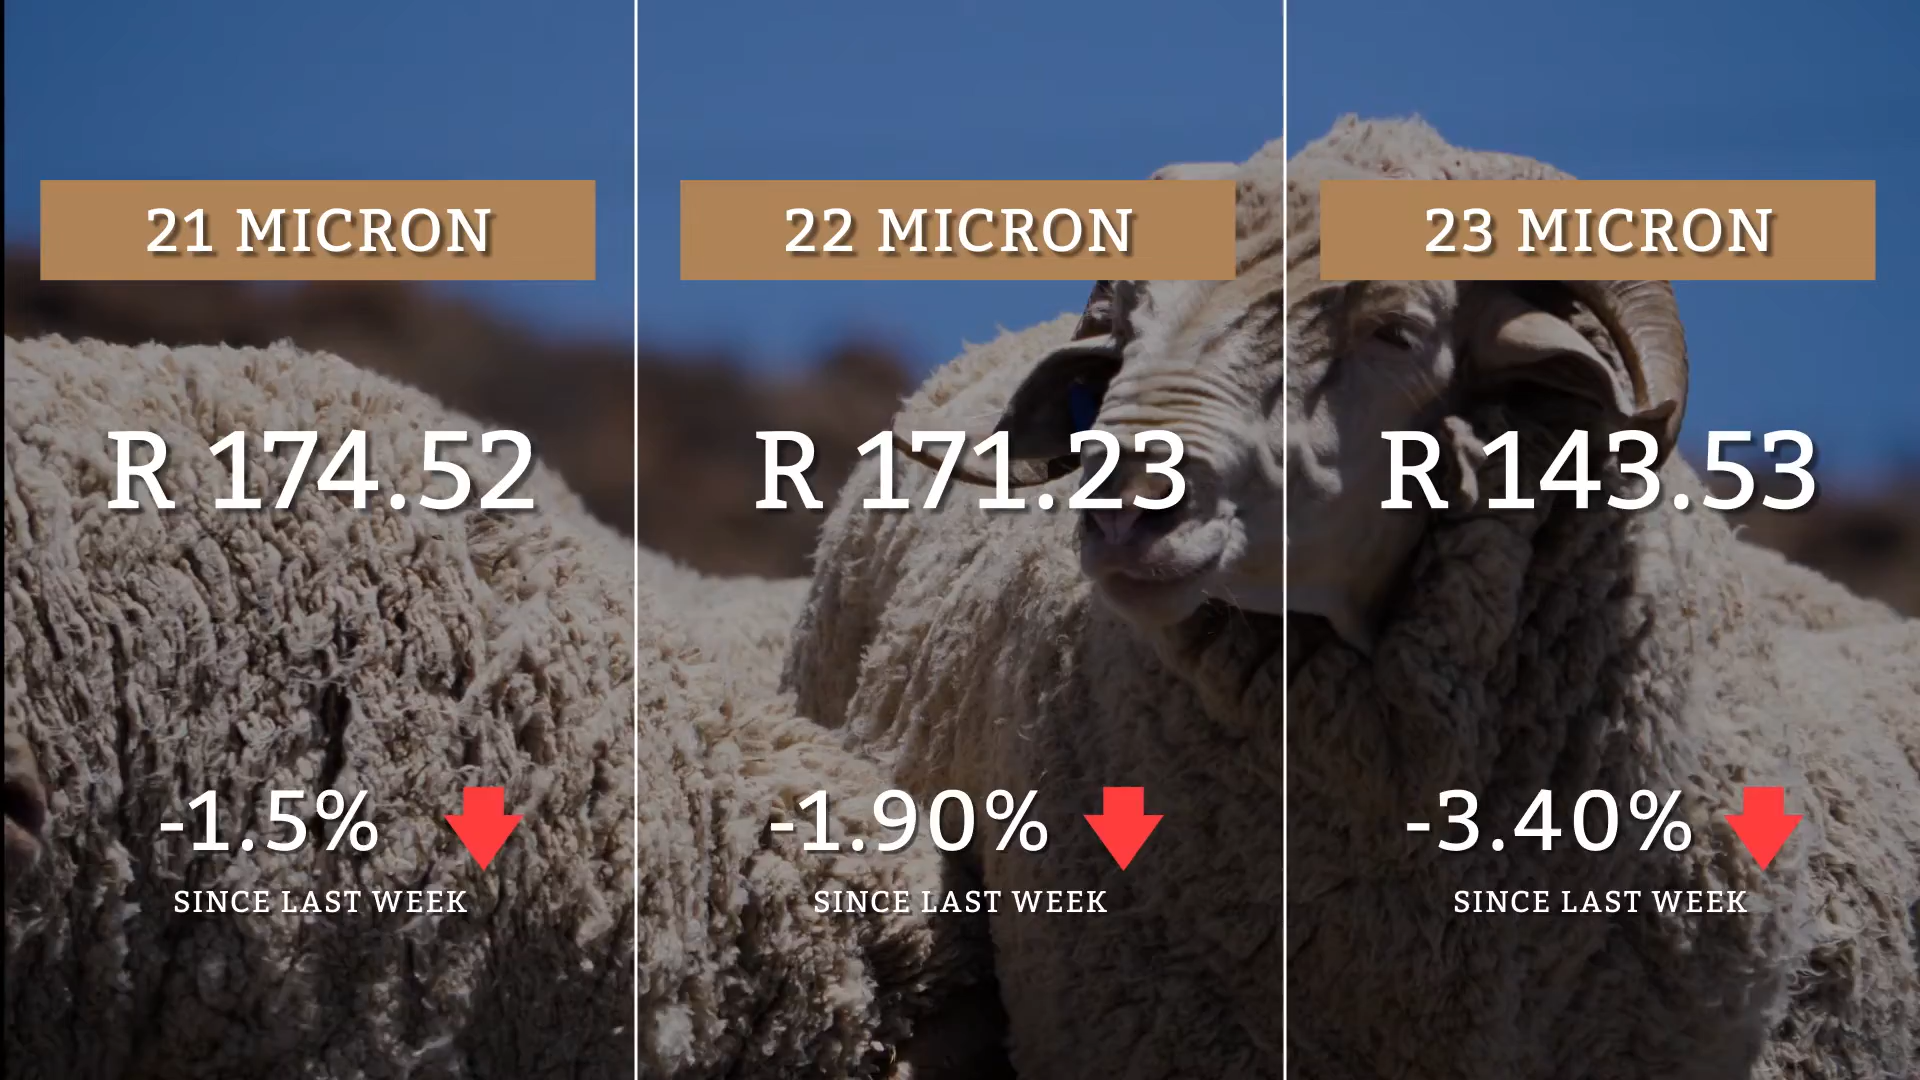 21 MICRON
R 174.52
-1.5%
SINCE LAST WEEK
22 MICRON
R 171.23
-1.90%
SINCE LAST WEEK
23 MICRON
R 143.53
-3.40%
SINCE LAST WEEK